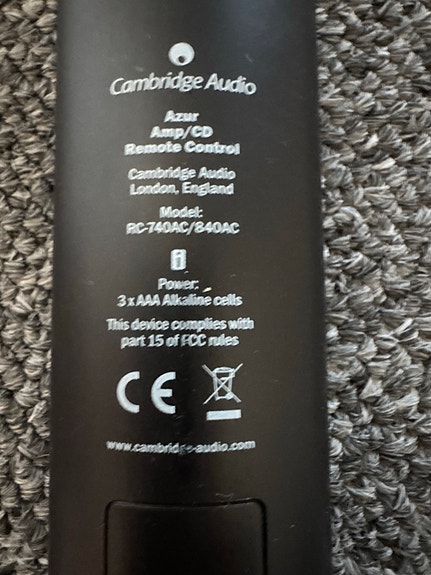 Cambridge Audio
Azur
Amp/CD
Remote Control
Cambridge Audio
London, England
Model:
RC-740AC/840AC
Power:
3 x AAA Alkaline cells
This device complies with
part 15 of FCC rules
CE
www.cambridge-audio.com